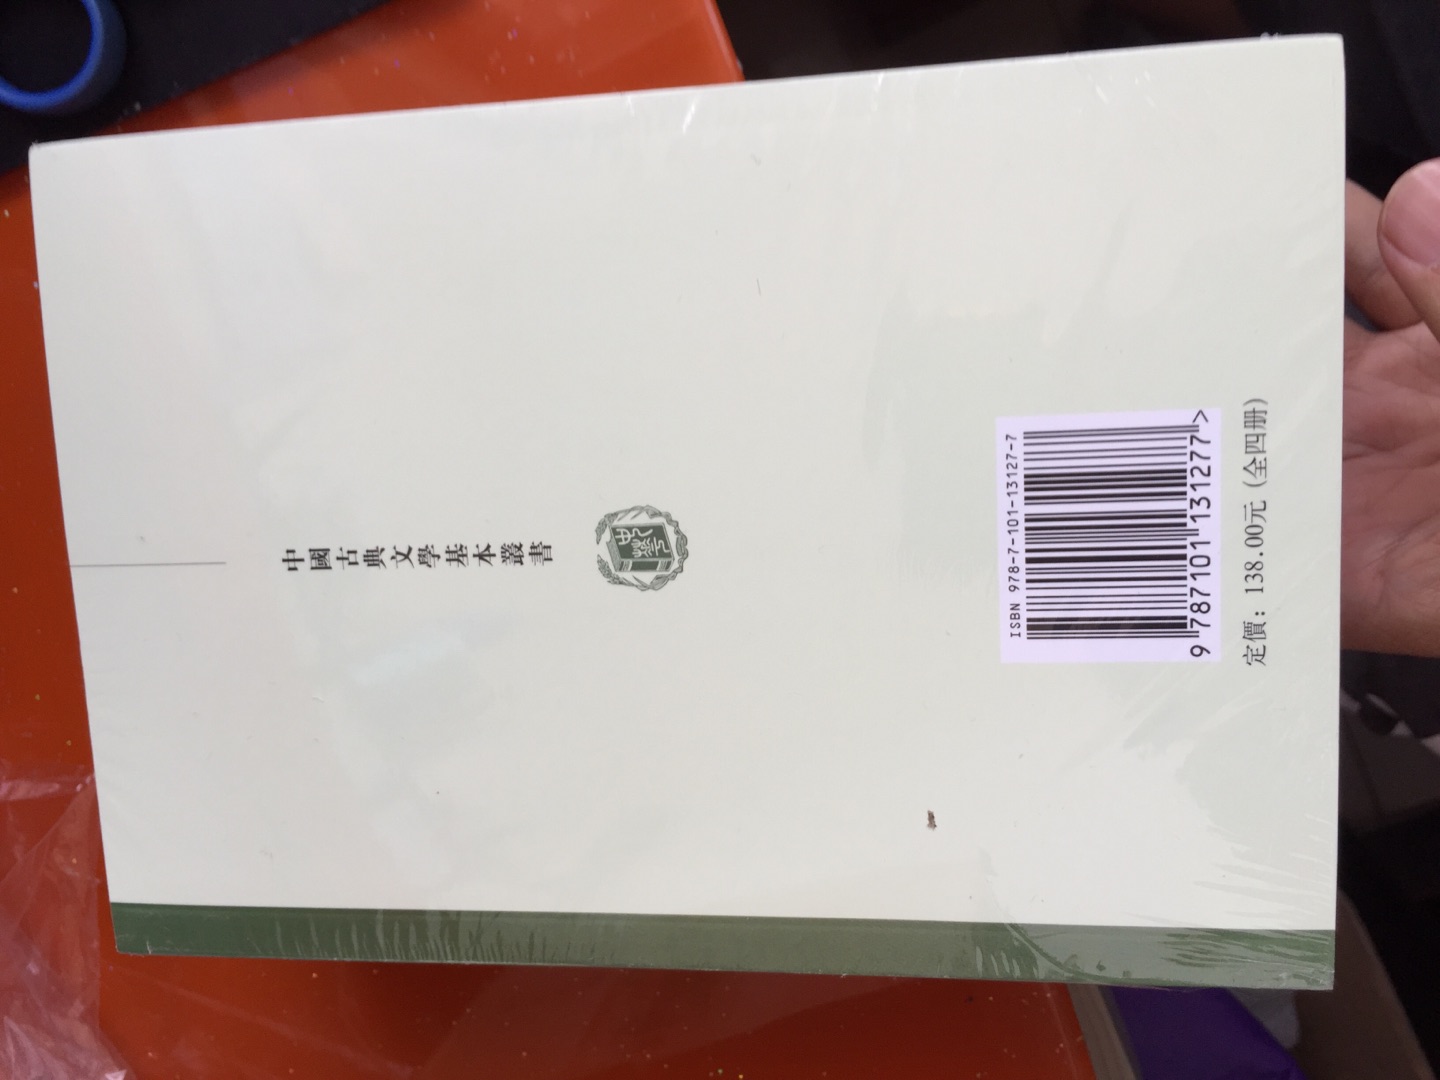 中國古典文學基本叢書
ISBN 978-7-101-13127-7
9 787101 131277 >
定價：138.00元（全四册）